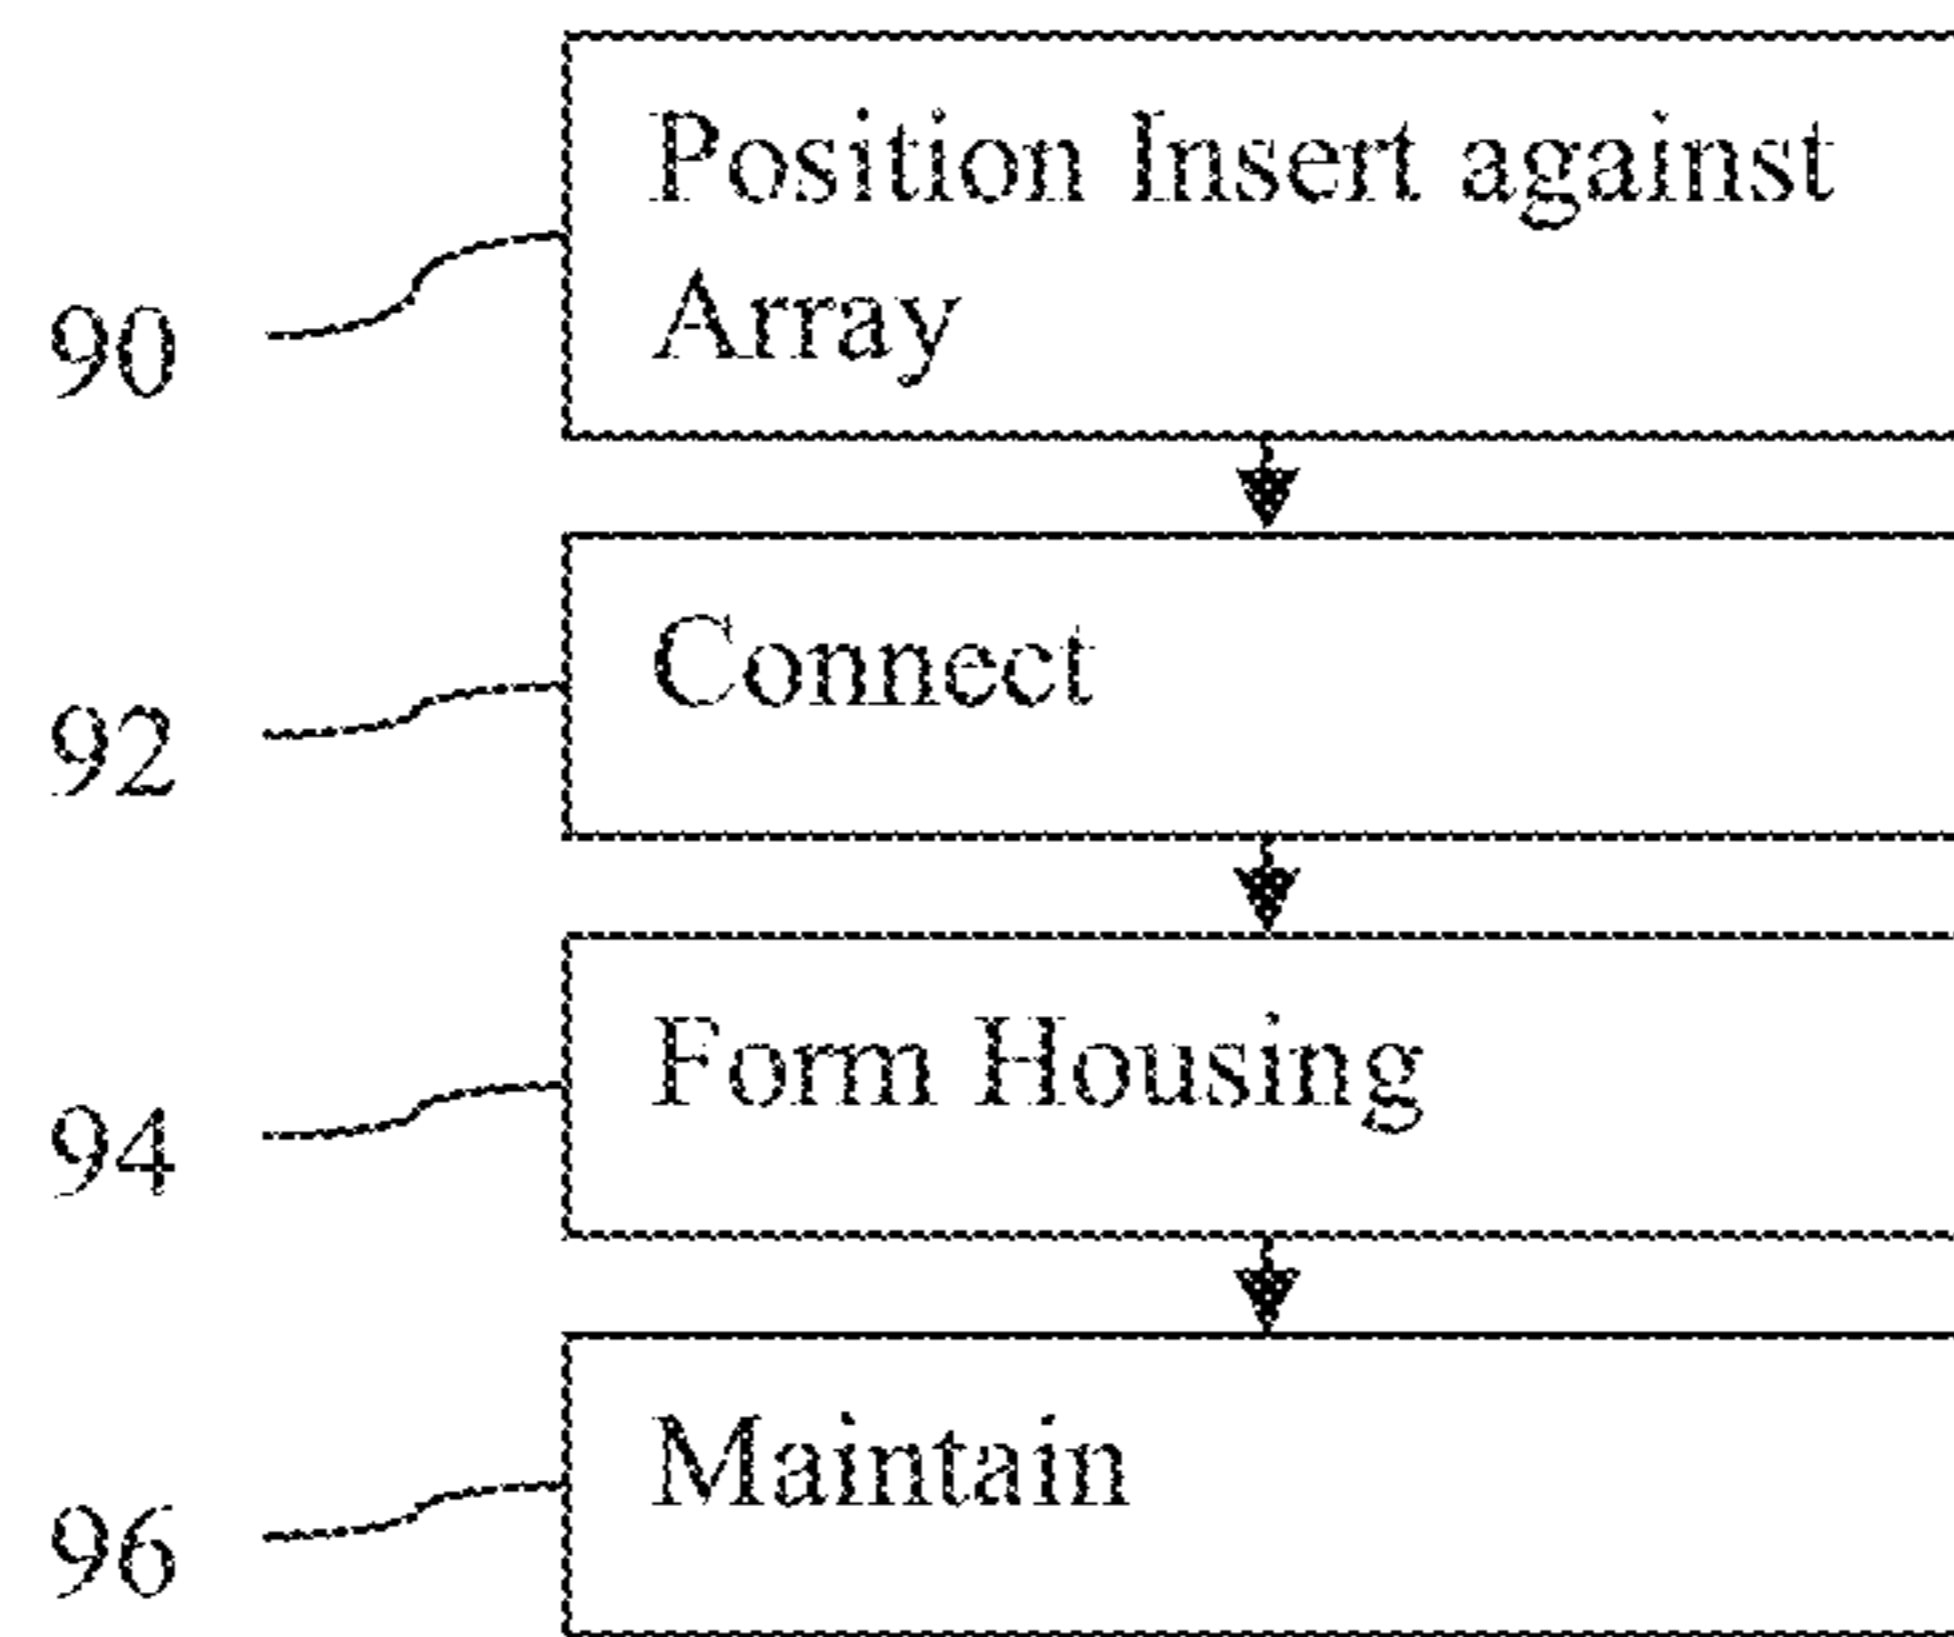 Position Insert against
Array
90
Connect
92
Form Housing
94
Maintain
96